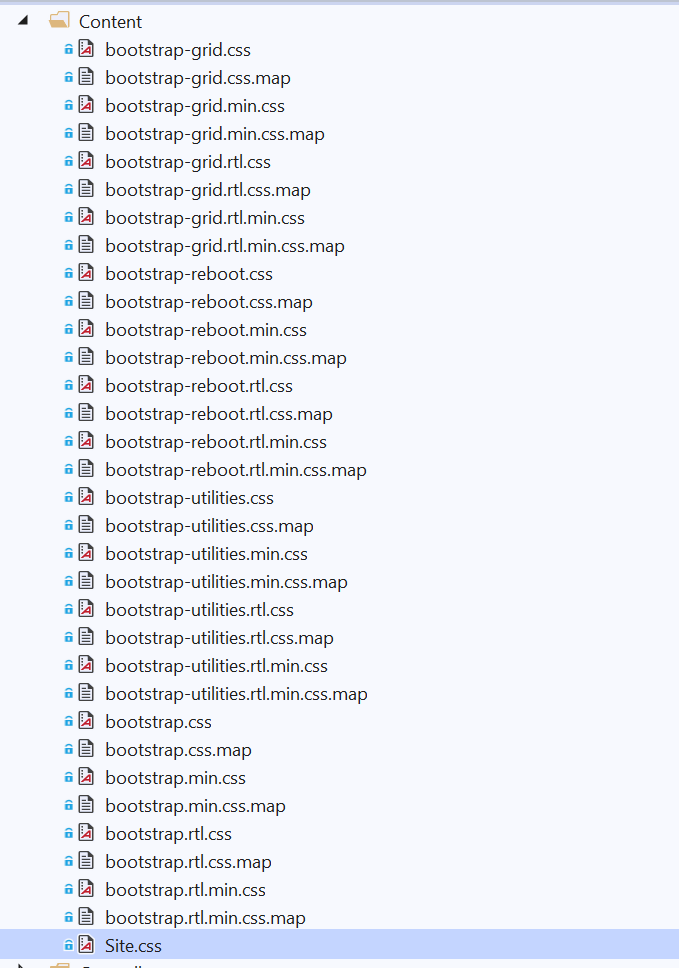 Content
bootstrap-grid.css
bootstrap-grid.css.map
bootstrap-grid.min.css
bootstrap-grid.min.css.map
bootstrap-grid.rtl.css
bootstrap-grid.rtl.css.map
bootstrap-grid.rtl.min.css
bootstrap-grid.rtl.min.css.map
bootstrap-reboot.css
bootstrap-reboot.css.map
bootstrap-reboot.min.css
bootstrap-reboot.min.css.map
bootstrap-reboot.rtl.css
bootstrap-reboot.rtl.css.map
bootstrap-reboot.rtl.min.css
bootstrap-reboot.rtl.min.css.map
bootstrap-utilities.css
bootstrap-utilities.css.map
bootstrap-utilities.min.css
bootstrap-utilities.min.css.map
bootstrap-utilities.rtl.css
bootstrap-utilities.rtl.css.map
bootstrap-utilities.rtl.min.css
bootstrap-utilities.rtl.min.css.map
bootstrap.css
bootstrap.css.map
bootstrap.min.css
bootstrap.min.css.map
bootstrap.rtl.css
bootstrap.rtl.css.map
bootstrap.rtl.min.css
bootstrap.rtl.min.css.map
Site.css